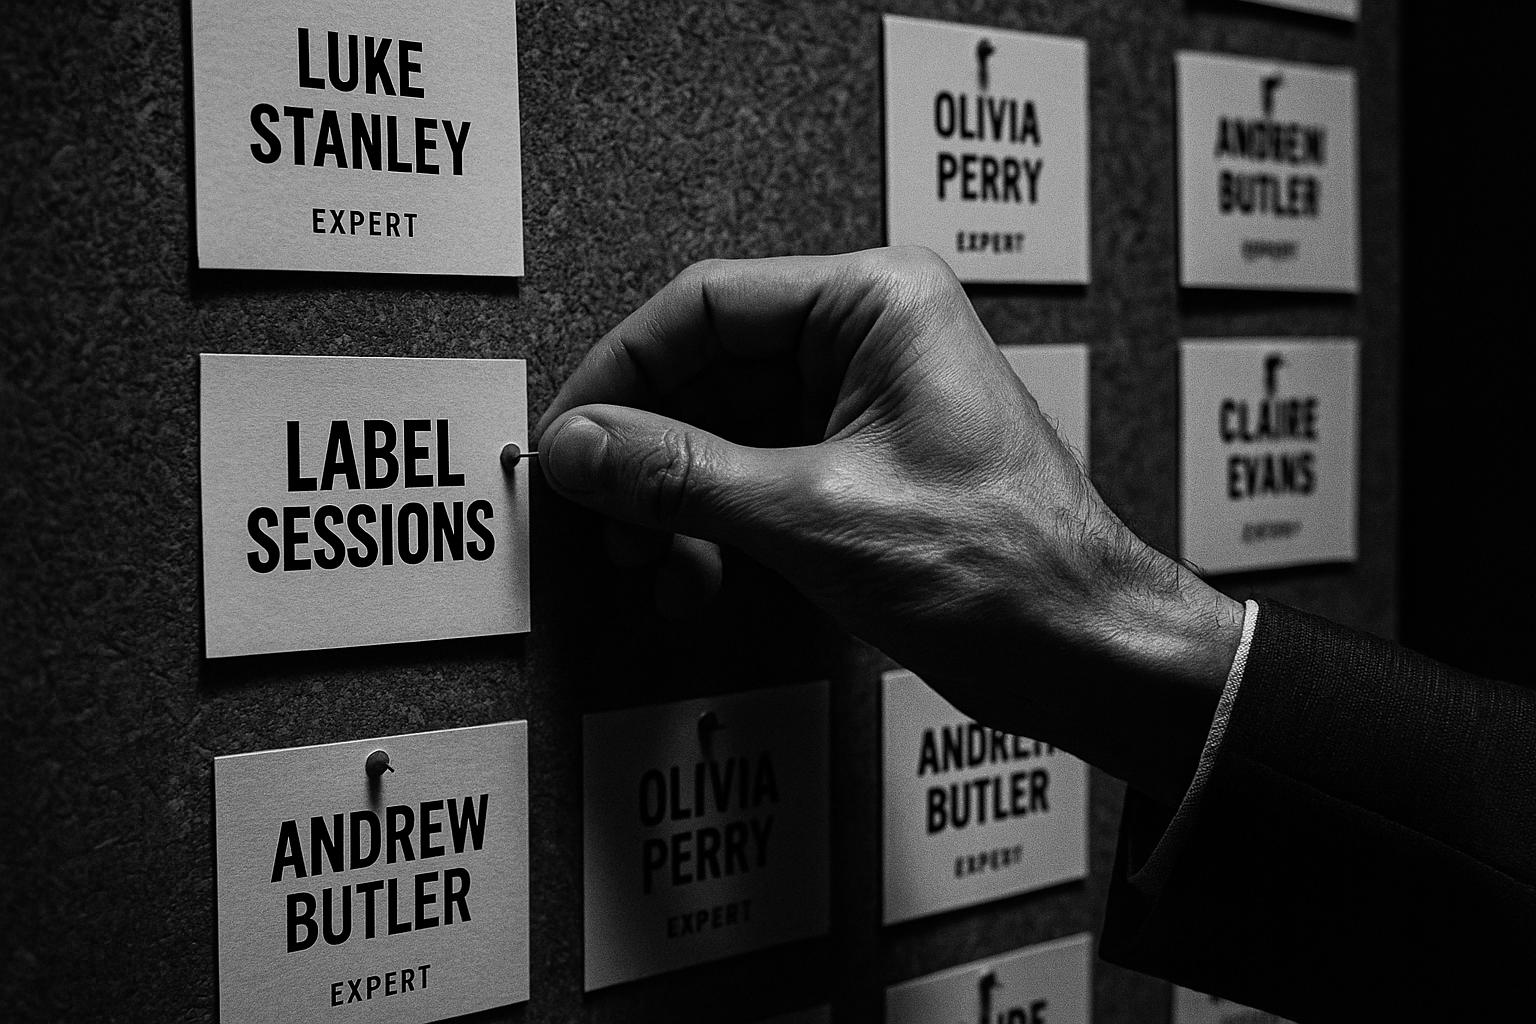 LUKE
STANLEY
EXPERT
OLIVIA
PERRY
EXPERT
BUTLER
LABEL
SESSIONS
CLAIRE
EVANS
ANDREW
BUTLER
EXPERT
OLIVIA
PERRY
EXPERT
BUTLER
EXPERT